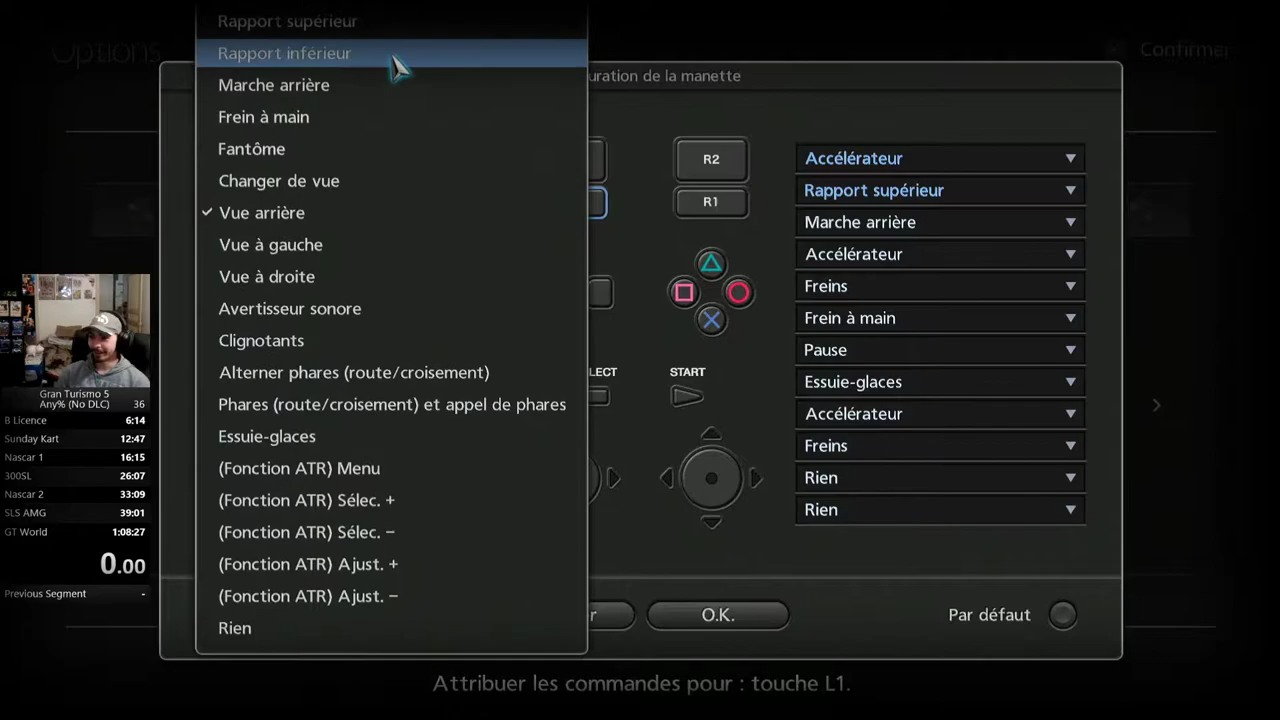 Options
Confirmer
uration de la manette
Rapport supérieur
Rapport inférieur
Marche arrière
Frein à main
Fantôme
Changer de vue
Vue arrière
Vue à gauche
Vue à droite
Avertisseur sonore
Clignotants
Alterner phares (route/croisement)
Phares (route/croisement) et appel de phares
Essuie-glaces
(Fonction ATR) Menu
(Fonction ATR) Sélec. +
(Fonction ATR) Sélec. −
(Fonction ATR) Ajust. +
(Fonction ATR) Ajust. −
Rien
R2
R1
LECT
START
Accélérateur
Rapport supérieur
Marche arrière
Accélérateur
Freins
Frein à main
Pause
Essuie-glaces
Accélérateur
Freins
Rien
Rien
r
O.K.
Par défaut
Attribuer les commandes pour : touche L1.
Gran Turismo 5
Any% (No DLC) 36
B Licence 6:14
Sunday Kart 12:47
Nascar 1 16:15
300SL 26:07
Nascar 2 33:09
SLS AMG 39:01
GT World 1:08:27
0.00
Previous Segment -